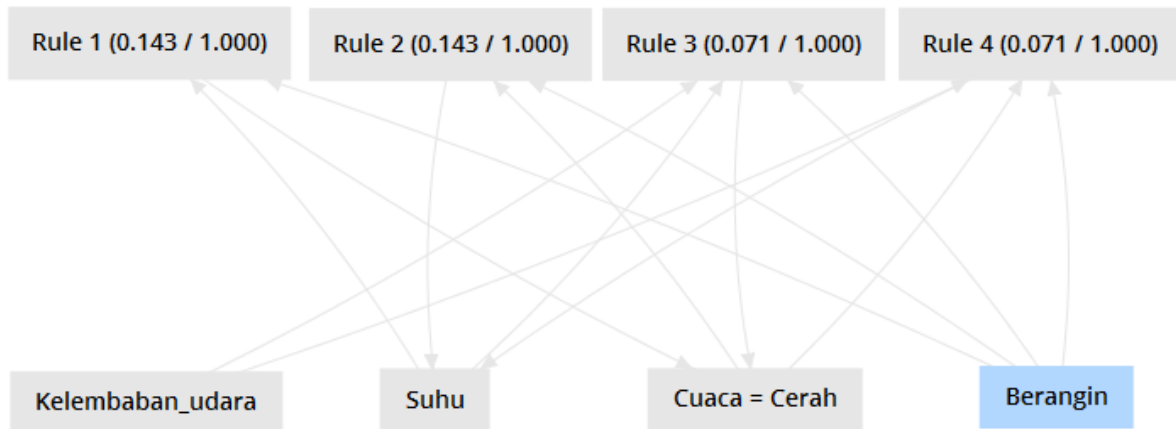 Rule 1 (0.143 / 1.000)
Rule 2 (0.143 / 1.000)
Rule 3 (0.071 / 1.000)
Rule 4 (0.071 / 1.000)
Kelembaban_udara
Suhu
Cuaca = Cerah
Berangin